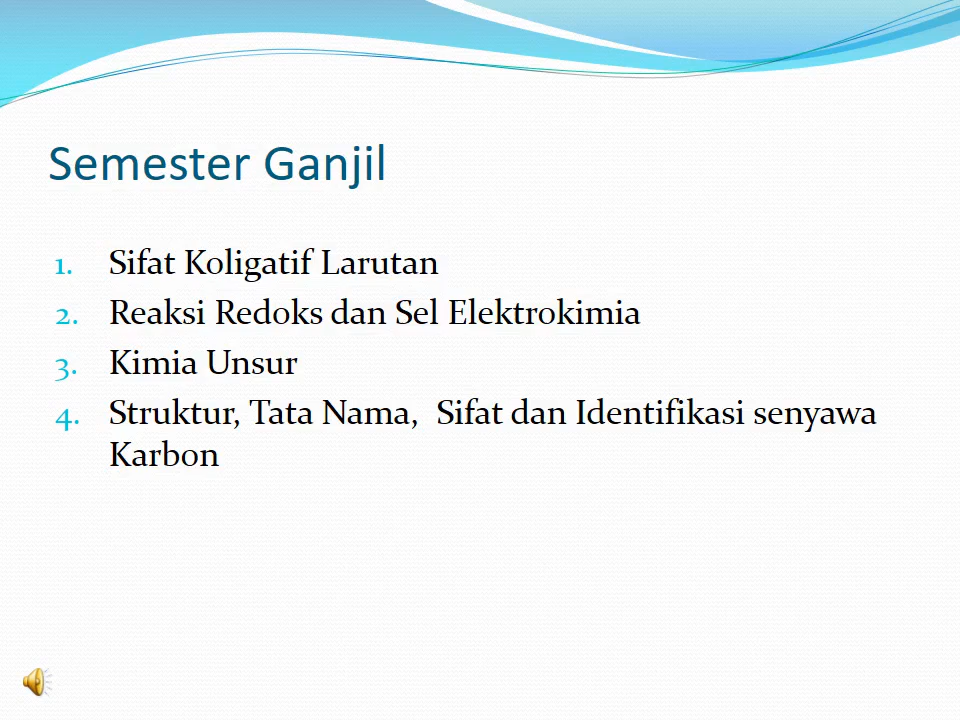 Semester Ganjil
1. Sifat Koligatif Larutan
2. Reaksi Redoks dan Sel Elektrokimia
3. Kimia Unsur
4. Struktur, Tata Nama,  Sifat dan Identifikasi senyawa
Karbon